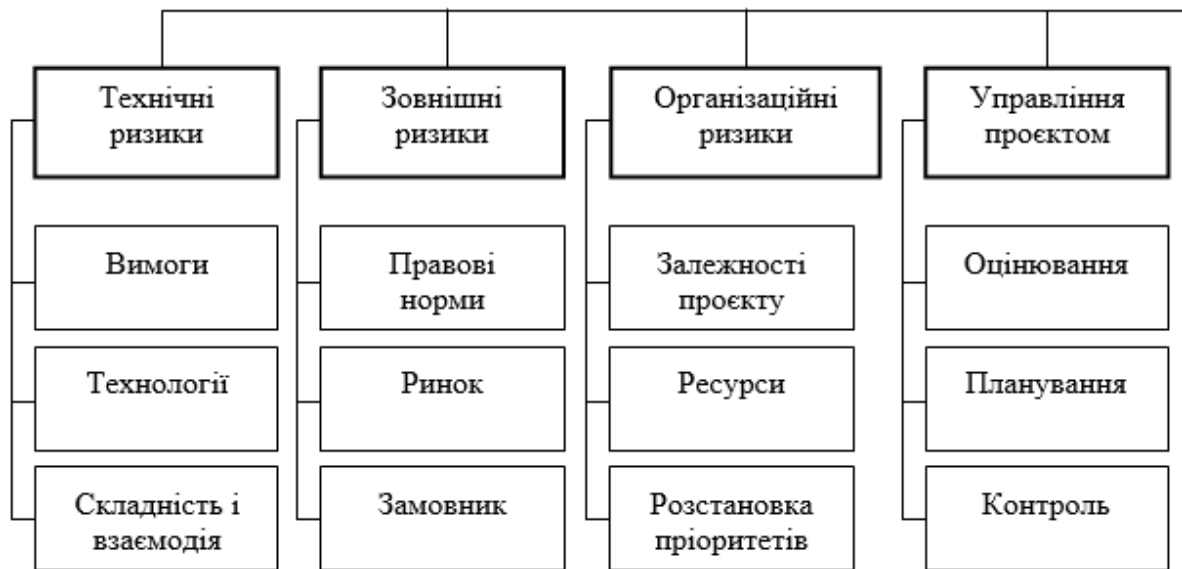 Технічні
ризики
Зовнішні
ризики
Організаційні
ризики
Управління
проєктом
Вимоги
Правові
норми
Залежності
проєкту
Оцінювання
Технології
Ринок
Ресурси
Планування
Складність і
взаємодія
Замовник
Розстановка
пріоритетів
Контроль